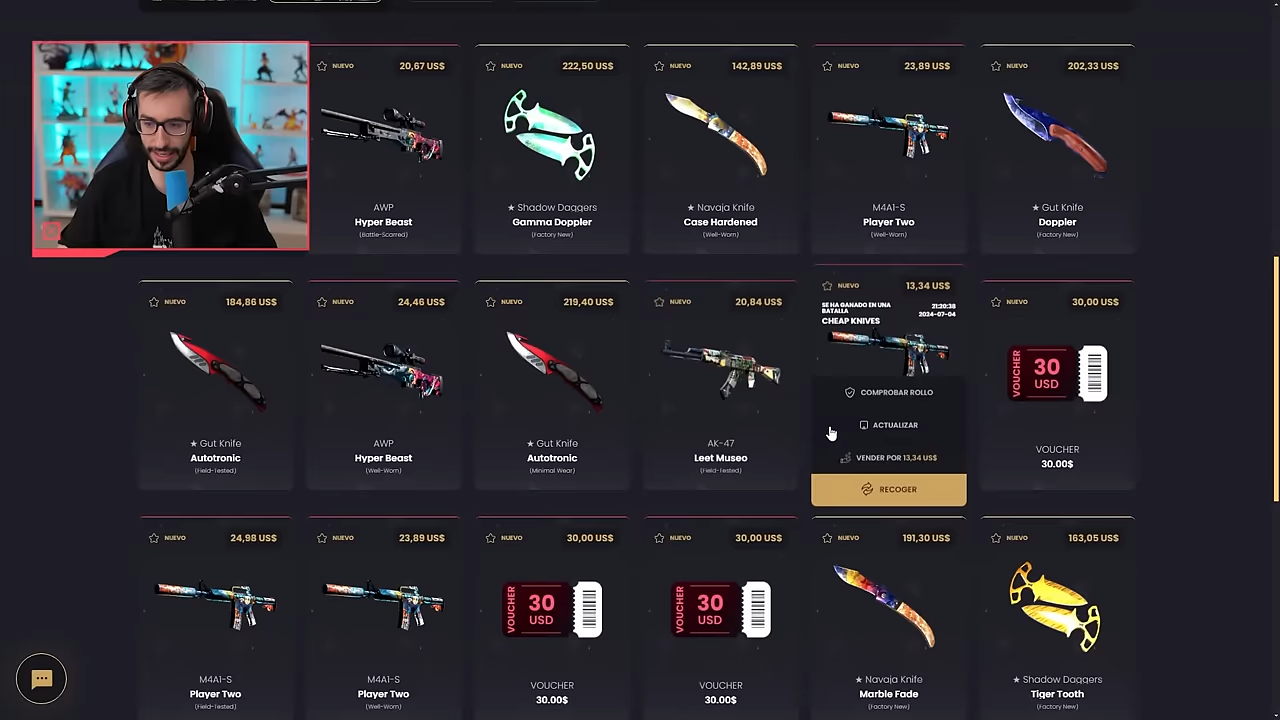 NUEVO 20,67 US$
AWP
Hyper Beast
(Battle-Scarred)
NUEVO 222,50 US$
★ Shadow Daggers
Gamma Doppler
(Factory New)
NUEVO 142,89 US$
★ Navaja Knife
Case Hardened
(Well-Worn)
NUEVO 23,89 US$
M4A1-S
Player Two
(Well-Worn)
NUEVO 202,33 US$
★ Gut Knife
Doppler
(Factory New)
NUEVO 184,86 US$
★ Gut Knife
Autotronic
(Field-Tested)
NUEVO 24,46 US$
AWP
Hyper Beast
(Well-Worn)
NUEVO 219,40 US$
★ Gut Knife
Autotronic
(Minimal Wear)
NUEVO 20,84 US$
AK-47
Leet Museo
(Field-Tested)
NUEVO 13,34 US$
SE HA GANADO EN UNA
BATALLA
CHEAP KNIVES
21:20:38
2024-07-04
COMPROBAR ROLLO
ACTUALIZAR
VENDER POR 13,34 US$
RECOGER
NUEVO 30,00 US$
VOUCHER
30
USD
VOUCHER
30.00$
NUEVO 24,98 US$
M4A1-S
Player Two
(Field-Tested)
NUEVO 23,89 US$
M4A1-S
Player Two
(Well-Worn)
NUEVO 30,00 US$
VOUCHER
30
USD
VOUCHER
30.00$
NUEVO 30,00 US$
VOUCHER
30
USD
VOUCHER
30.00$
NUEVO 191,30 US$
★ Navaja Knife
Marble Fade
(Factory New)
NUEVO 163,05 US$
★ Shadow Daggers
Tiger Tooth
(Factory New)